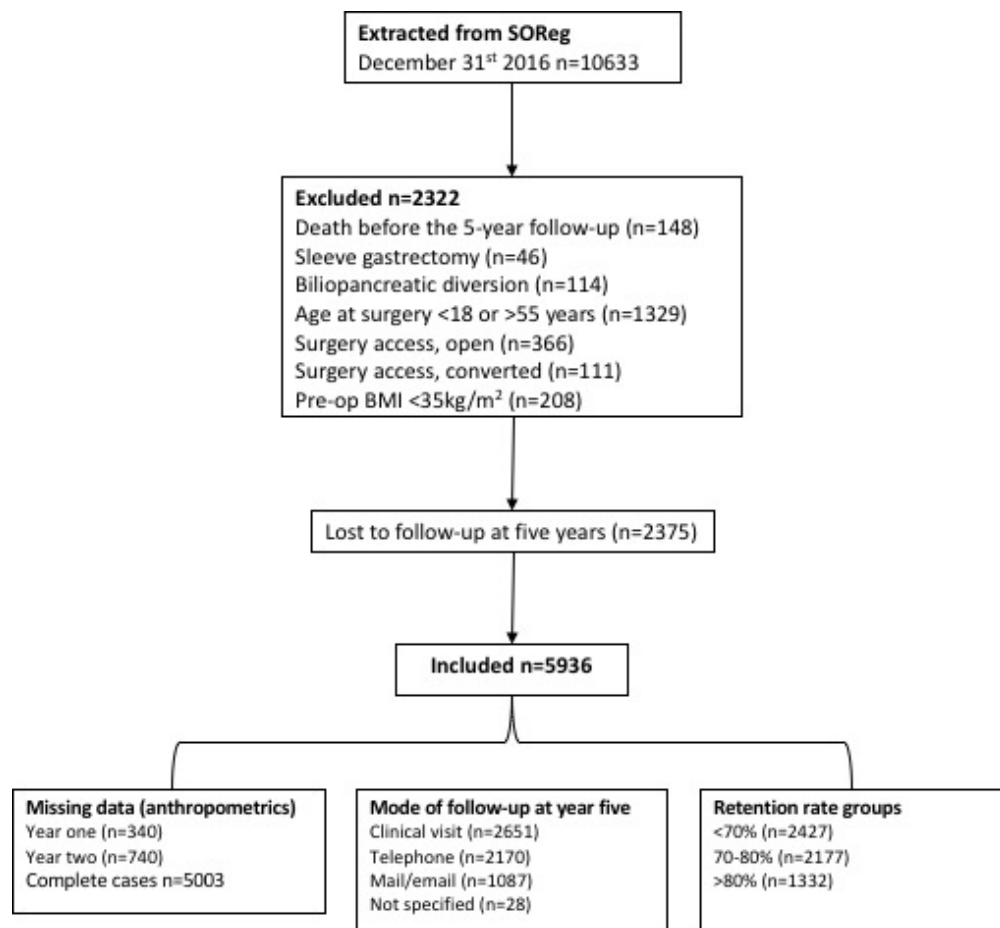 Extracted from SOReg
December 31st 2016 n=10633
Excluded n=2322
Death before the 5-year follow-up (n=148)
Sleeve gastrectomy (n=46)
Biliopancreatic diversion (n=114)
Age at surgery <18 or >55 years (n=1329)
Surgery access, open (n=366)
Surgery access, converted (n=111)
Pre-op BMI <35kg/m² (n=208)
Lost to follow-up at five years (n=2375)
Included n=5936
Missing data (anthropometrics)
Year one (n=340)
Year two (n=740)
Complete cases n=5003
Mode of follow-up at year five
Clinical visit (n=2651)
Telephone (n=2170)
Mail/email (n=1087)
Not specified (n=28)
Retention rate groups
<70% (n=2427)
70-80% (n=2177)
>80% (n=1332)